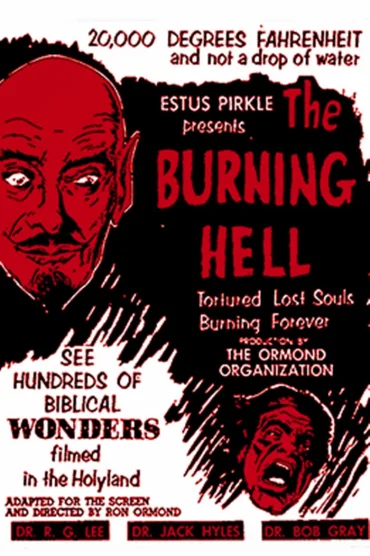 20,000 DEGREES FAHRENHEIT
and not a drop of water
ESTUS PIRKLE The
presents
BURNING
HELL
Tortured Lost Souls
Burning Forever
PRODUCTION BY
THE ORMOND
ORGANIZATION
SEE
HUNDREDS OF
BIBLICAL
WONDERS
filmed
in the Holyland
ADAPTED FOR THE SCREEN
AND DIRECTED BY RON ORMOND
DR. R. G. LEE DR. JACK HYLES DR. BOB GRAY